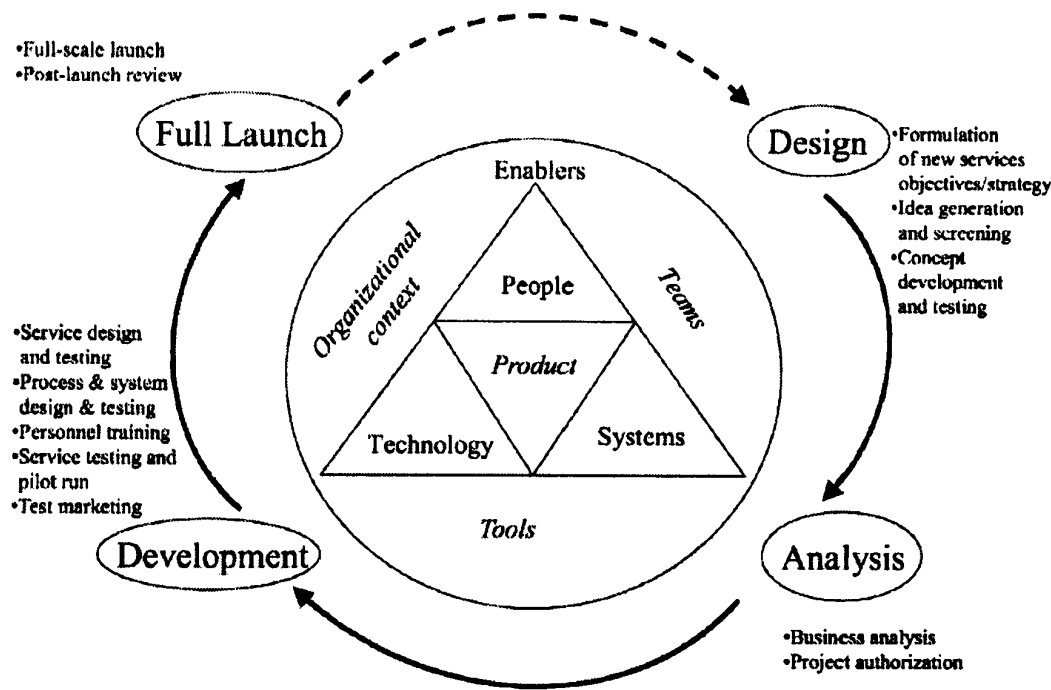 •Full-scale launch
•Post-launch review
Full Launch
Design
•Formulation
of new services
objectives/strategy
•Idea generation
and screening
•Concept
development
and testing
Enablers
Organizational
context
Teams
People
Product
Technology
Systems
Tools
•Service design
and testing
•Process & system
design & testing
•Personnel training
•Service testing and
pilot run
•Test marketing
Development
Analysis
•Business analysis
•Project authorization